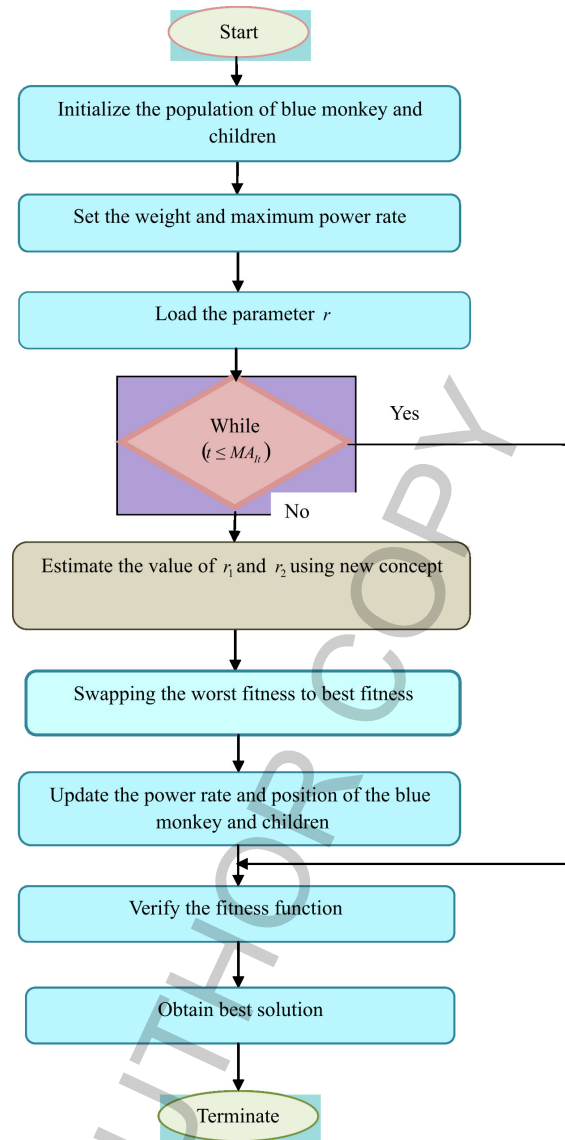 Start
Initialize the population of blue monkey and
children
Set the weight and maximum power rate
Load the parameter r
While
(t ≤ MA_It)
Yes
No
Estimate the value of r₁ and r₂ using new concept
Swapping the worst fitness to best fitness
Update the power rate and position of the blue
monkey and children
Verify the fitness function
Obtain best solution
Terminate
UTHOR COPY